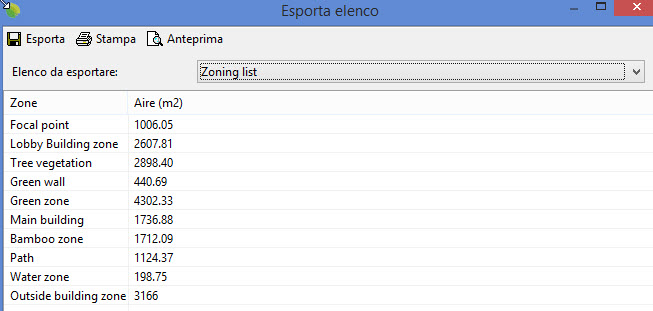 Esporta elenco
Esporta Stampa Anteprima
Elenco da esportare: Zoning list
Zone Aire (m2)
Focal point 1006.05
Lobby Building zone 2607.81
Tree vegetation 2898.40
Green wall 440.69
Green zone 4302.33
Main building 1736.88
Bamboo zone 1712.09
Path 1124.37
Water zone 198.75
Outside building zone 3166